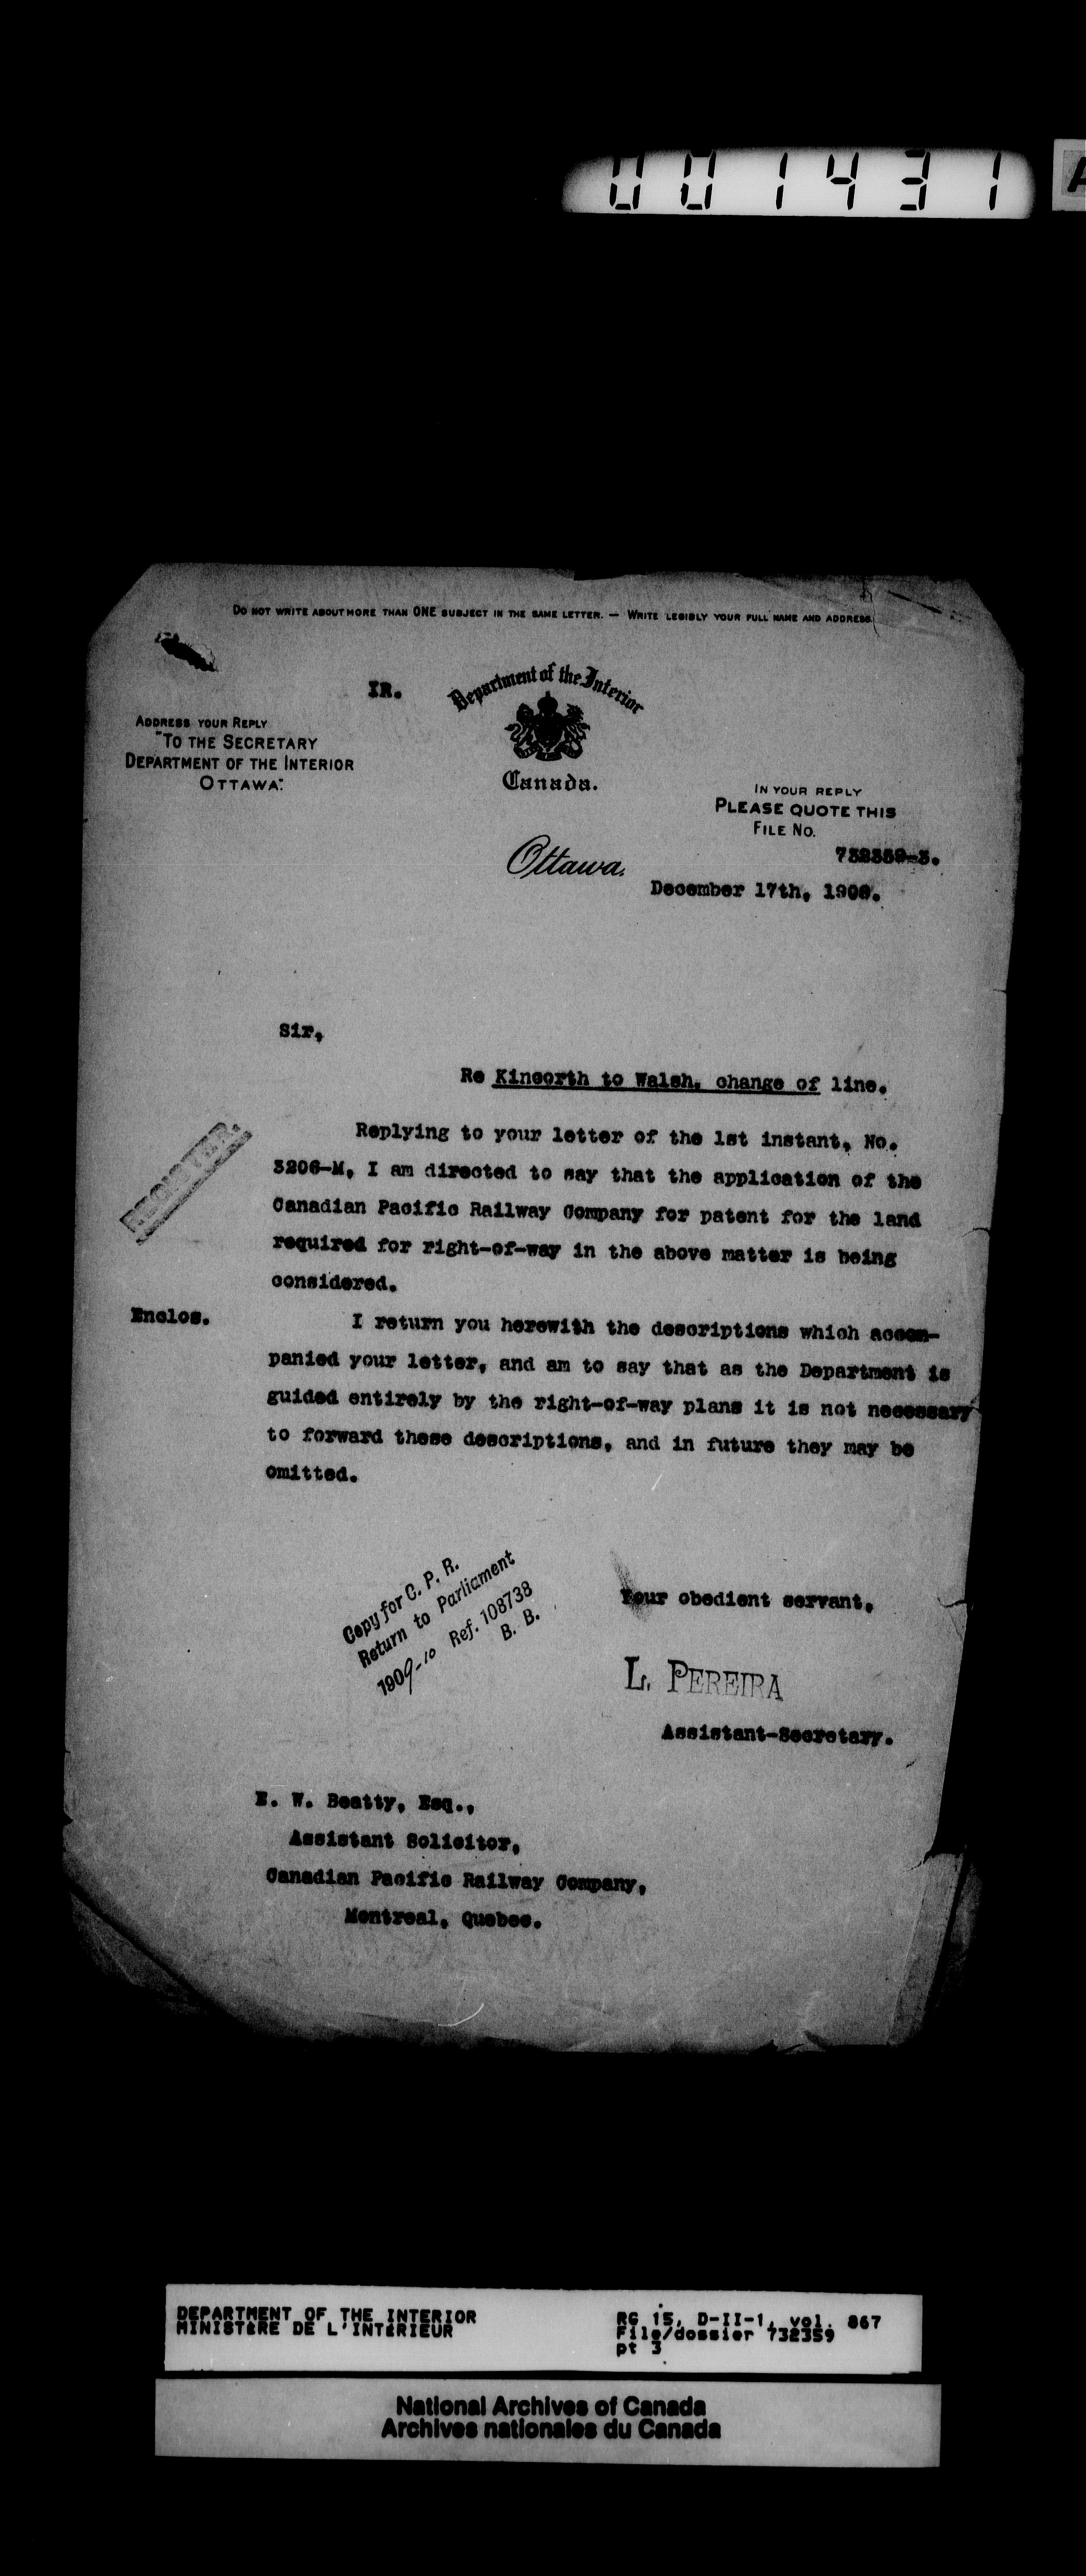 001431
A
DO NOT WRITE ABOUT MORE THAN ONE SUBJECT IN THE SAME LETTER. — WRITE LEGIBLY YOUR FULL NAME AND ADDRESS.
IR.
Department of the Interior
Canada.
ADDRESS YOUR REPLY
"TO THE SECRETARY
DEPARTMENT OF THE INTERIOR
OTTAWA."
IN YOUR REPLY
PLEASE QUOTE THIS
FILE NO.
732359-3.
Ottawa,
December 17th, 1908.
Sir,
Re Kincorth to Walsh, change of line.
REGISTER.
Replying to your letter of the 1st instant, No.
3206-M, I am directed to say that the application of the
Canadian Pacific Railway Company for patent for the land
required for right-of-way in the above matter is being
considered.
Enclos.
I return you herewith the descriptions which accom-
panied your letter, and am to say that as the Department is
guided entirely by the right-of-way plans it is not necessary
to forward these descriptions, and in future they may be
omitted.
Copy for C. P. R.
Return to Parliament
1909-10 Ref. 108738
B. B.
Your obedient servant,
L. PEREIRA
Assistant-Secretary.
E. W. Beatty, Esq.,
Assistant Solicitor,
Canadian Pacific Railway Company,
Montreal, Quebec.
DEPARTMENT OF THE INTERIOR
MINISTÈRE DE L'INTÉRIEUR
RG 15, D-II-1, vol. 867
File/dossier 732359
pt 3
National Archives of Canada
Archives nationales du Canada